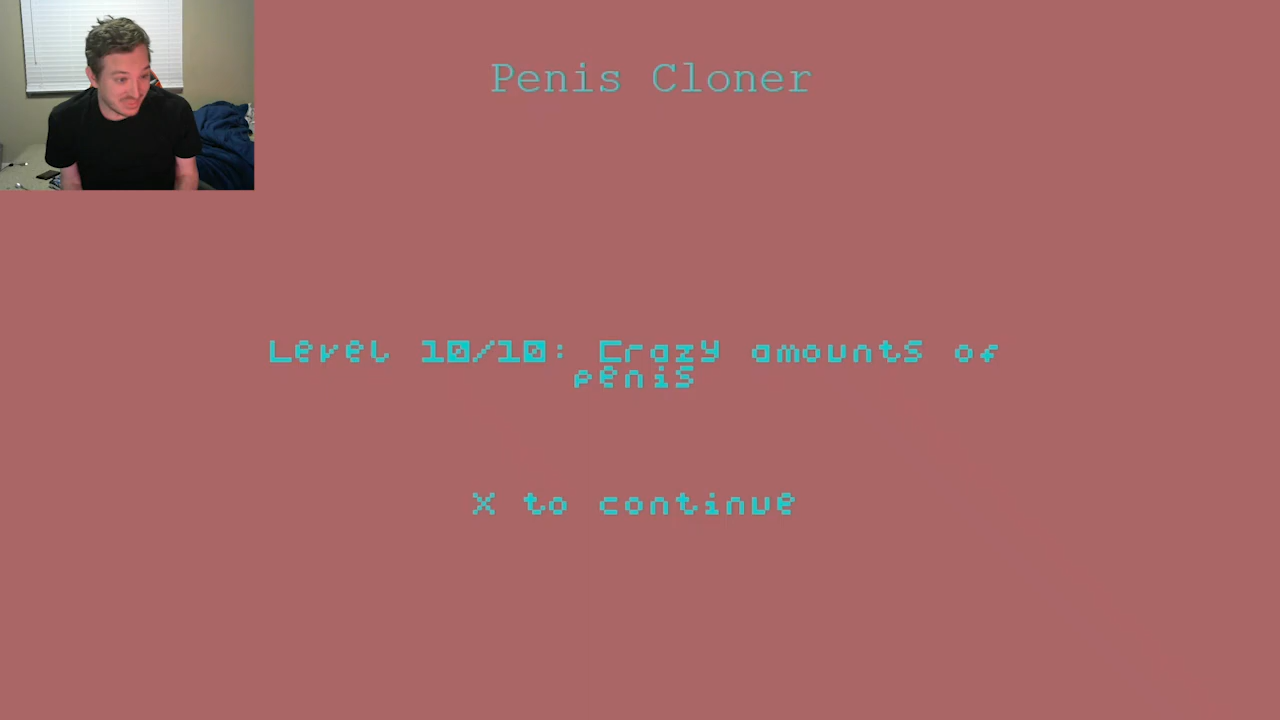 Penis Cloner
Level 10/10: Crazy amounts of
penis
X to continue